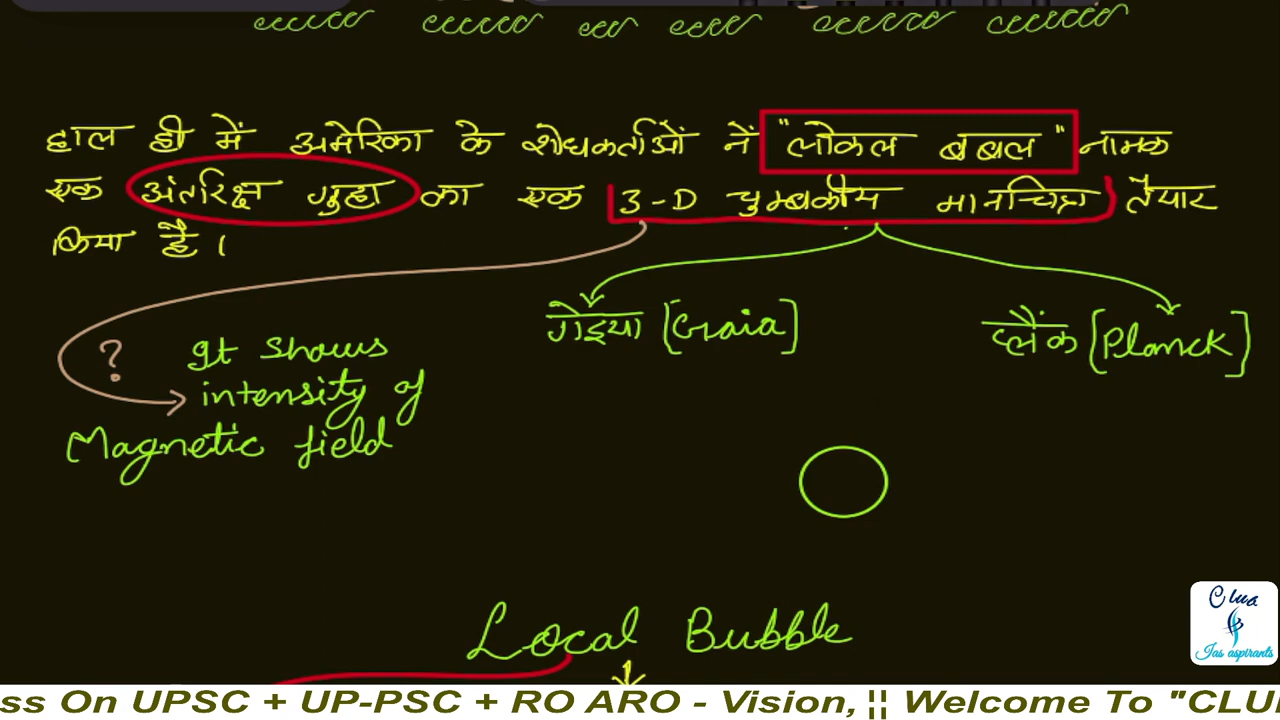 हाल ही में अमेरिका के शोधकर्ताओं नें "लोकल बबल" नामक
एक अंतरिक्ष गुहा का एक 3-D चुम्बकीय मानचित्र तैयार
किया है।
गेइया [Gaia]
प्लैंक [Planck]
? It shows
intensity of
Magnetic field
Local Bubble
Clue
Ias aspirants
ss On UPSC + UP-PSC + RO ARO - Vision, ¦¦ Welcome To "CLU